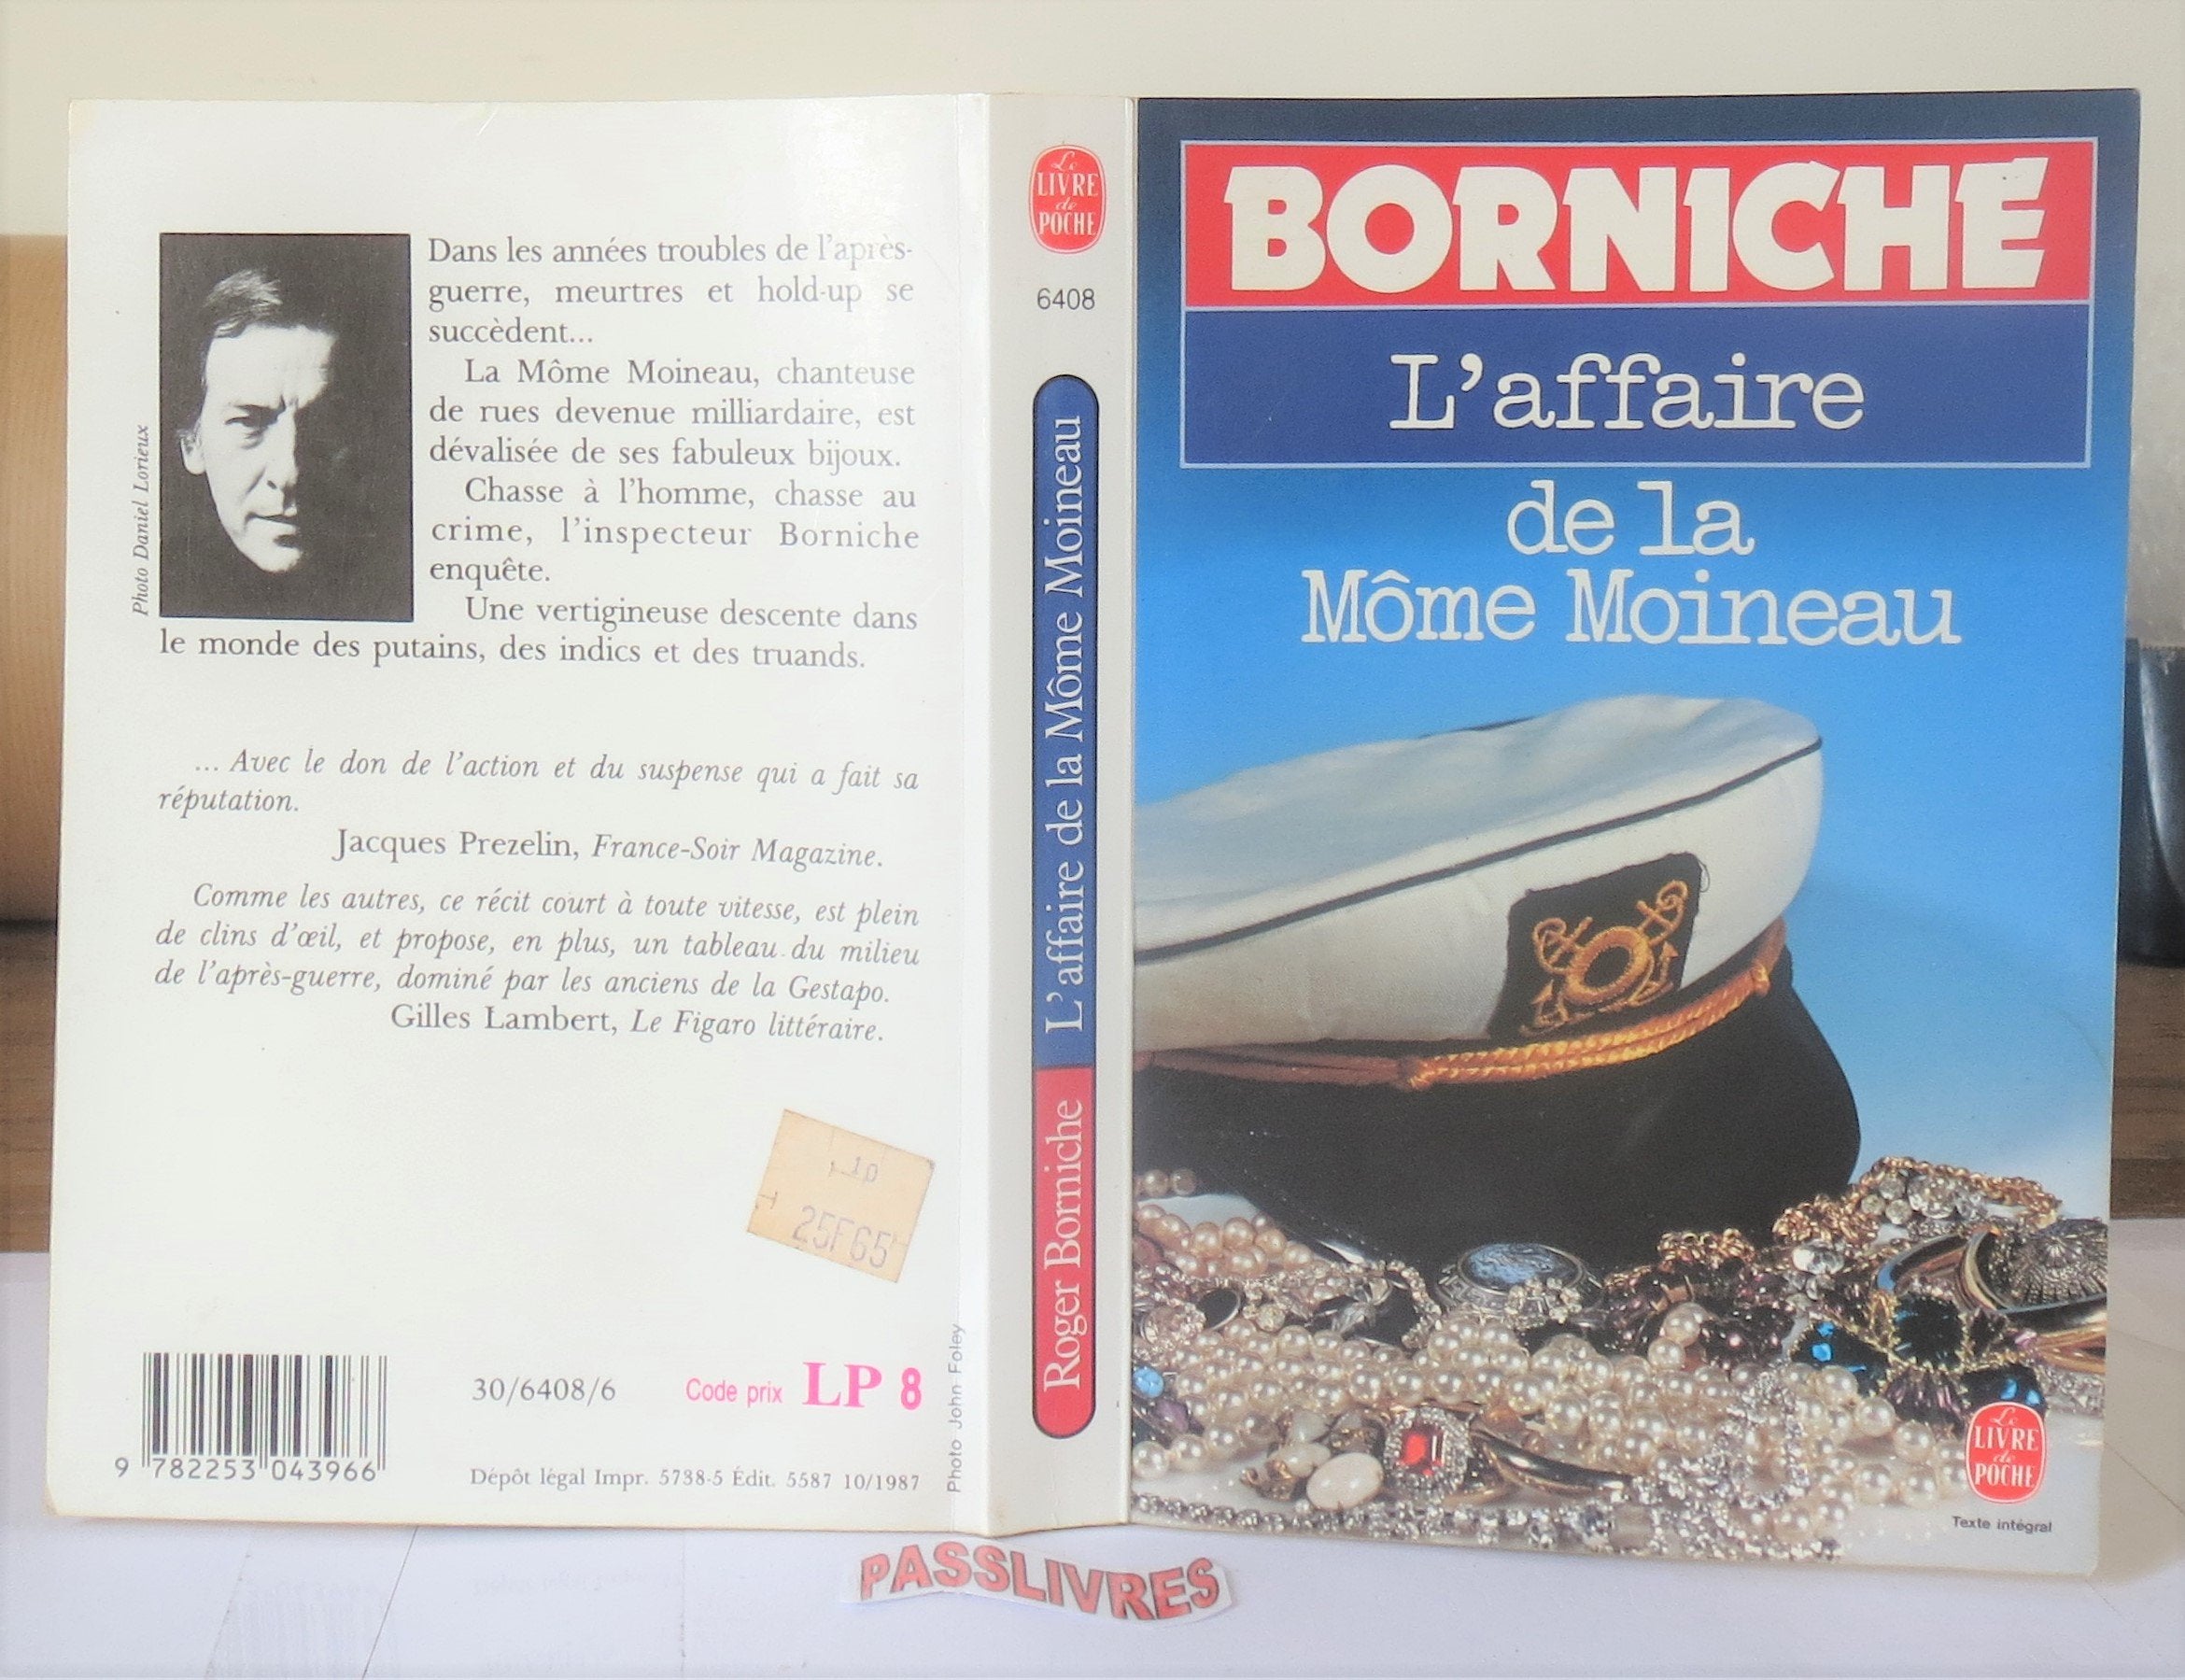 Dans les années troubles de l'après-
guerre, meurtres et hold-up se
succèdent...
La Môme Moineau, chanteuse
de rues devenue milliardaire, est
dévalisée de ses fabuleux bijoux.
Chasse à l'homme, chasse au
crime, l'inspecteur Borniche
enquête.
Une vertigineuse descente dans
le monde des putains, des indics et des truands.
Photo Daniel Lorieux
... Avec le don de l'action et du suspense qui a fait sa
réputation.
Jacques Prezelin, France-Soir Magazine.
Comme les autres, ce récit court à toute vitesse, est plein
de clins d'œil, et propose, en plus, un tableau du milieu
de l'après-guerre, dominé par les anciens de la Gestapo.
Gilles Lambert, Le Figaro littéraire.
25F65
9 782253 043966
30/6408/6 Code prix LP 8
Dépôt légal Impr. 5738-5 Édit. 5587 10/1987
Photo John Foley
Le
LIVRE
de
POCHE
6408
Roger Borniche L'affaire de la Môme Moineau
BORNICHE
L'affaire
de la
Môme Moineau
Le
LIVRE
de
POCHE
Texte intégral
PASSLIVRES